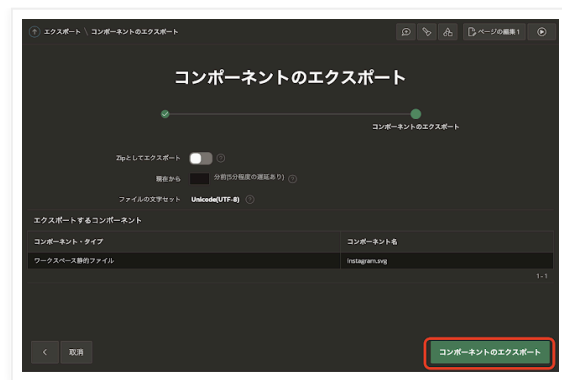 エクスポート \ コンポーネントのエクスポート
ページの編集1
コンポーネントのエクスポート
コンポーネントのエクスポート
Zipとしてエクスポート
現在から 分前(5分程度の遅延あり)
ファイルの文字セット Unicode(UTF-8)
エクスポートするコンポーネント
コンポーネント・タイプ コンポーネント名
ワークスペース静的ファイル Instagram.svg
1-1
取消
コンポーネントのエクスポート